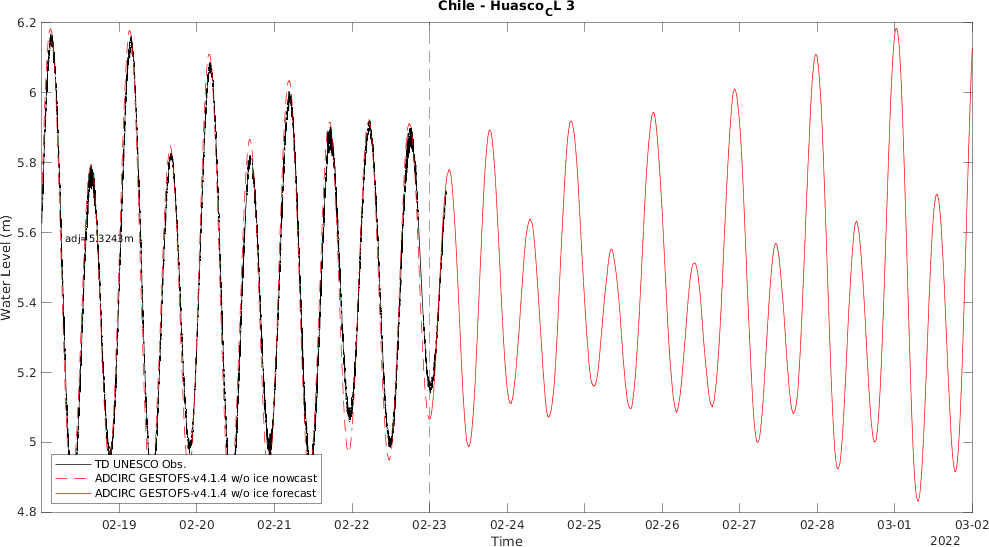 Chile - HuascoCL 3
6.2
6
5.8
5.6
5.4
5.2
5
4.8
Water Level (m)
adj=5.3243m
TD UNESCO Obs.
ADCIRC GESTOFS-v4.1.4 w/o ice nowcast
ADCIRC GESTOFS-v4.1.4 w/o ice forecast
02-19 02-20 02-21 02-22 02-23 02-24 02-25 02-26 02-27 02-28 03-01 03-02
Time
2022